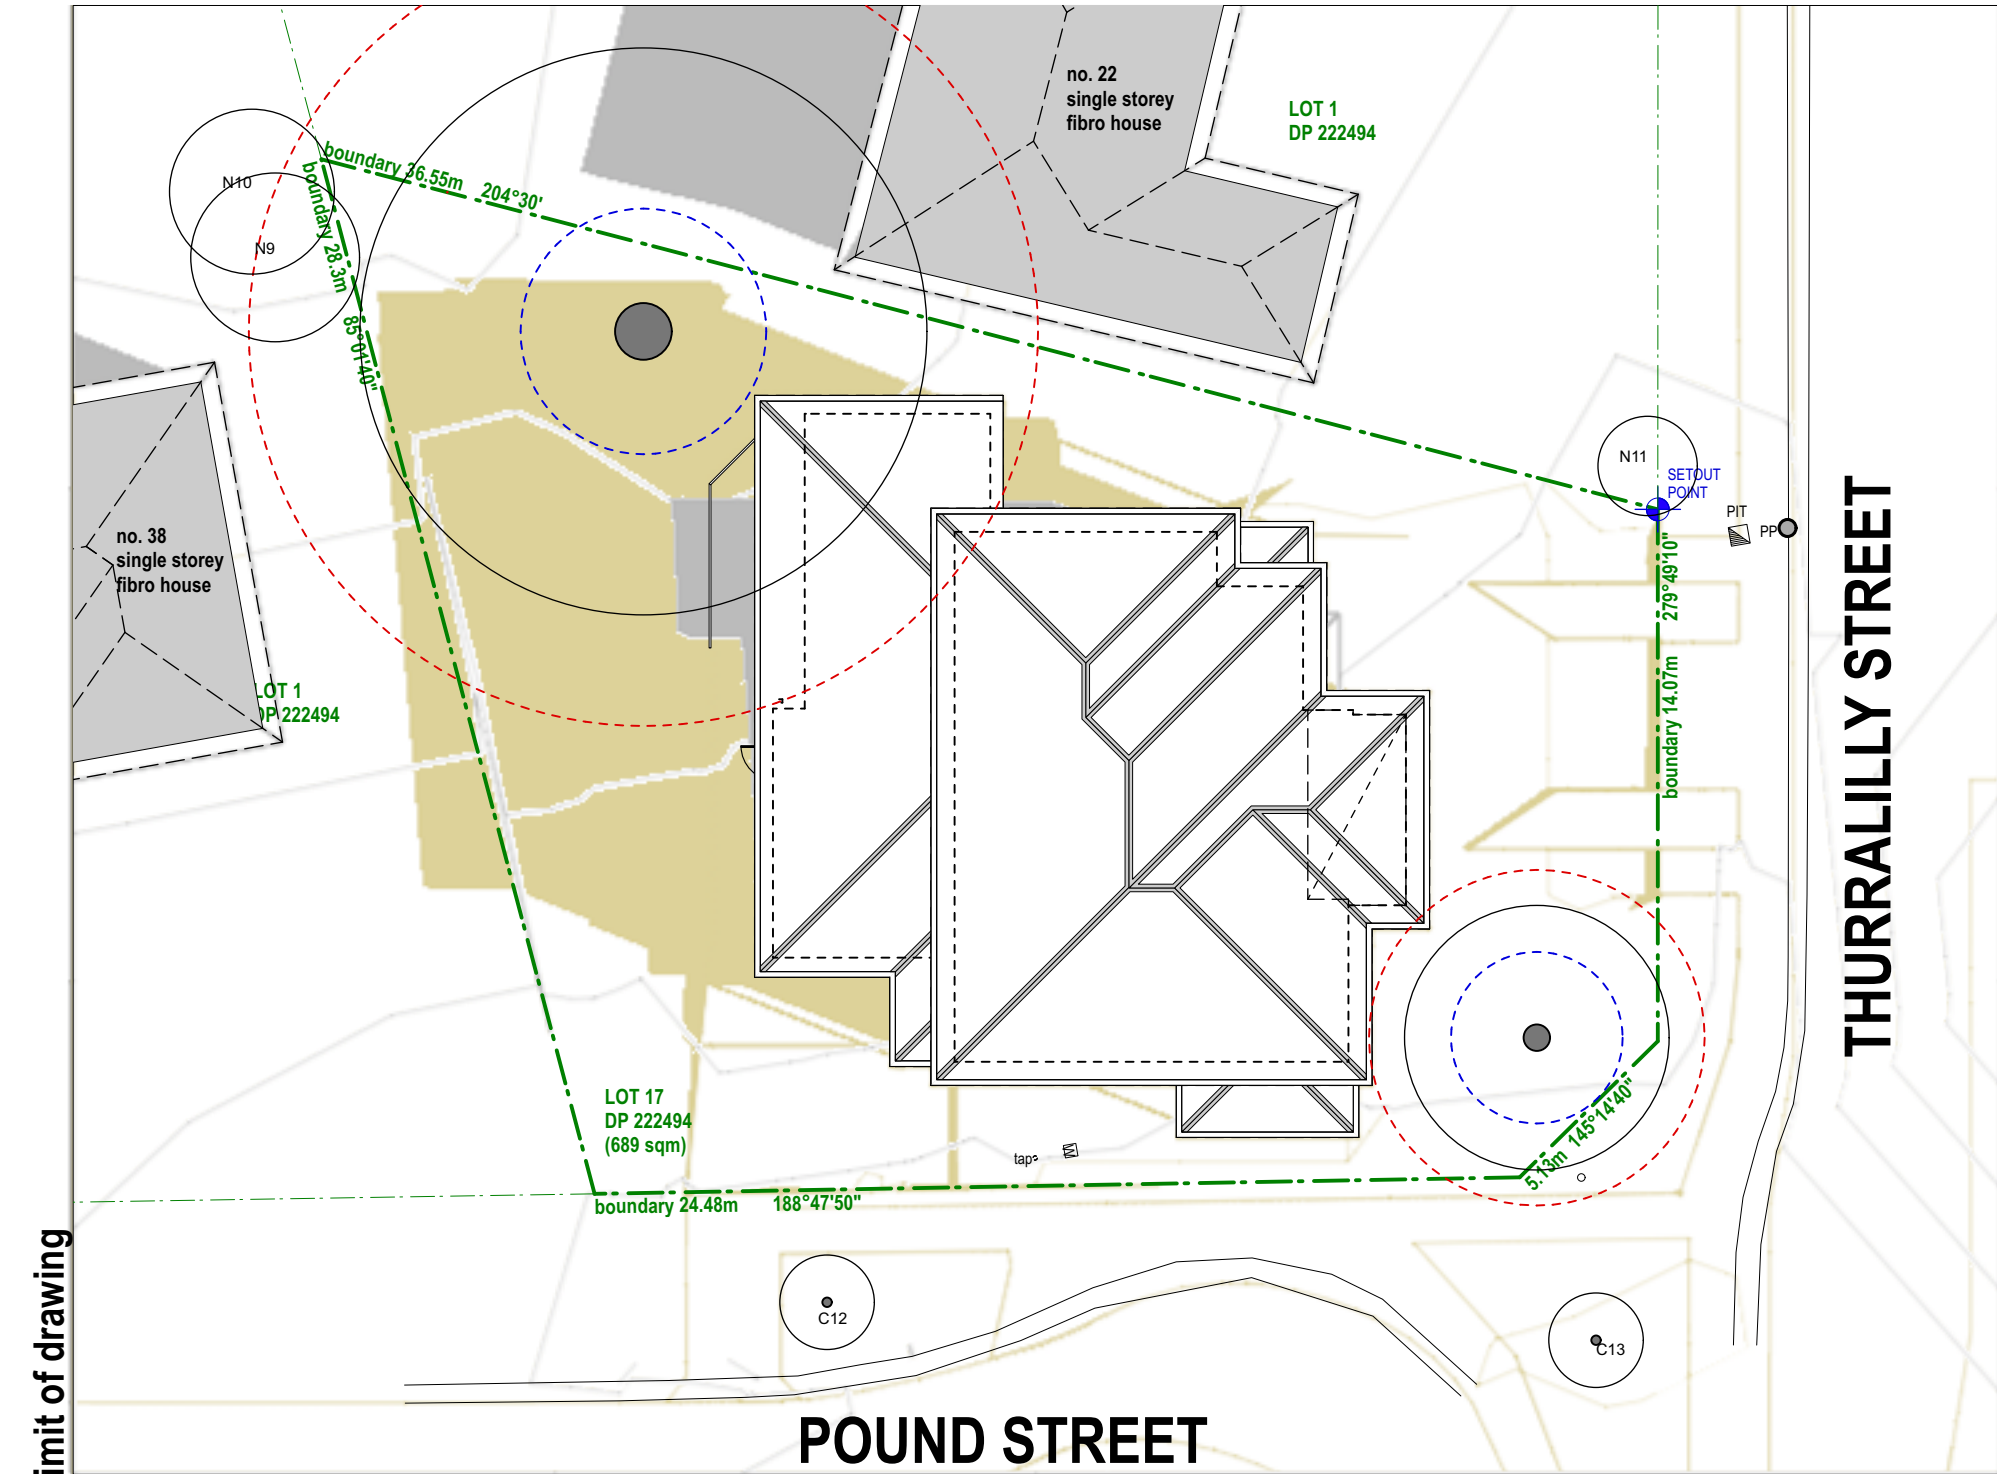 no. 22
single storey
fibro house
LOT 1
DP 222494
boundary 36.55m 204°30'
N10
N9
boundary 28.3m 85°01'40"
N11
SETOUT
POINT
PIT
PP
279°49'10"
boundary 14.07m
THURRALILLY STREET
no. 38
single storey
fibro house
LOT 1
DP 222494
LOT 17
DP 222494
(689 sqm)
tap
boundary 24.48m 188°47'50"
5.13m 145°14'40"
C12
C13
imit of drawing
POUND STREET